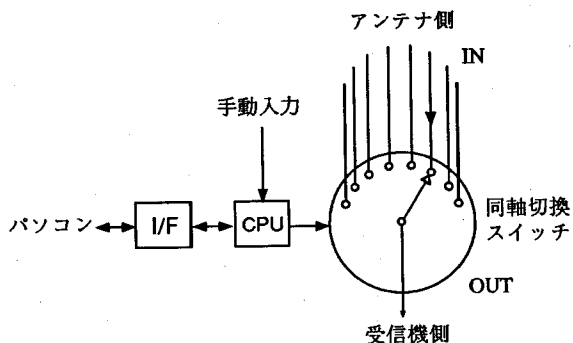 アンテナ側
IN
手動入力
パソコン
I/F
CPU
同軸切換
スイッチ
OUT
受信機側